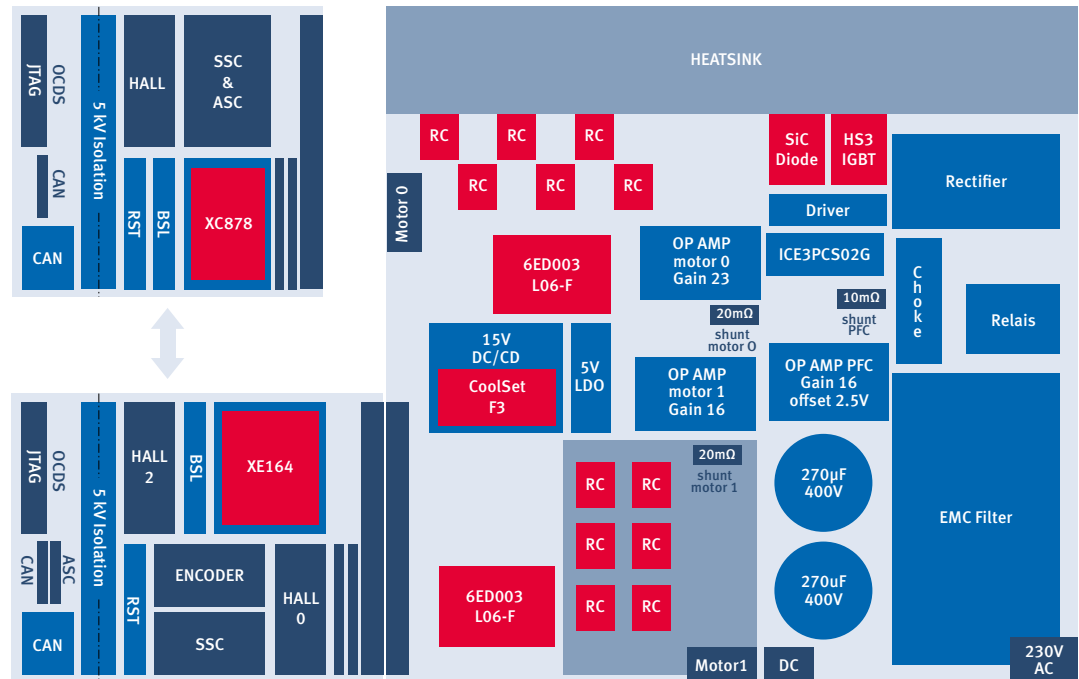 JTAG
OCDS
CAN
CAN
5 kV Isolation
HALL
SSC
&
ASC
RST
BSL
XC878
JTAG
OCDS
CAN
ASC
CAN
5 kV Isolation
HALL
2
BSL
XE164
RST
ENCODER
SSC
HALL
0
HEATSINK
RC
RC
RC
RC
RC
RC
Motor 0
SiC
Diode
HS3
IGBT
Rectifier
Driver
6ED003
L06-F
OP AMP
motor 0
Gain 23
ICE3PCS02G
Choke
20mΩ
shunt
motor O
10mΩ
shunt
PFC
Relais
15V
DC/CD
CoolSet
F3
5V
LDO
OP AMP
motor 1
Gain 16
OP AMP PFC
Gain 16
offset 2.5V
20mΩ
shunt
motor 1
RC
RC
RC
RC
RC
RC
270µF
400V
EMC Filter
6ED003
L06-F
270uF
400V
Motor1
DC
230V
AC